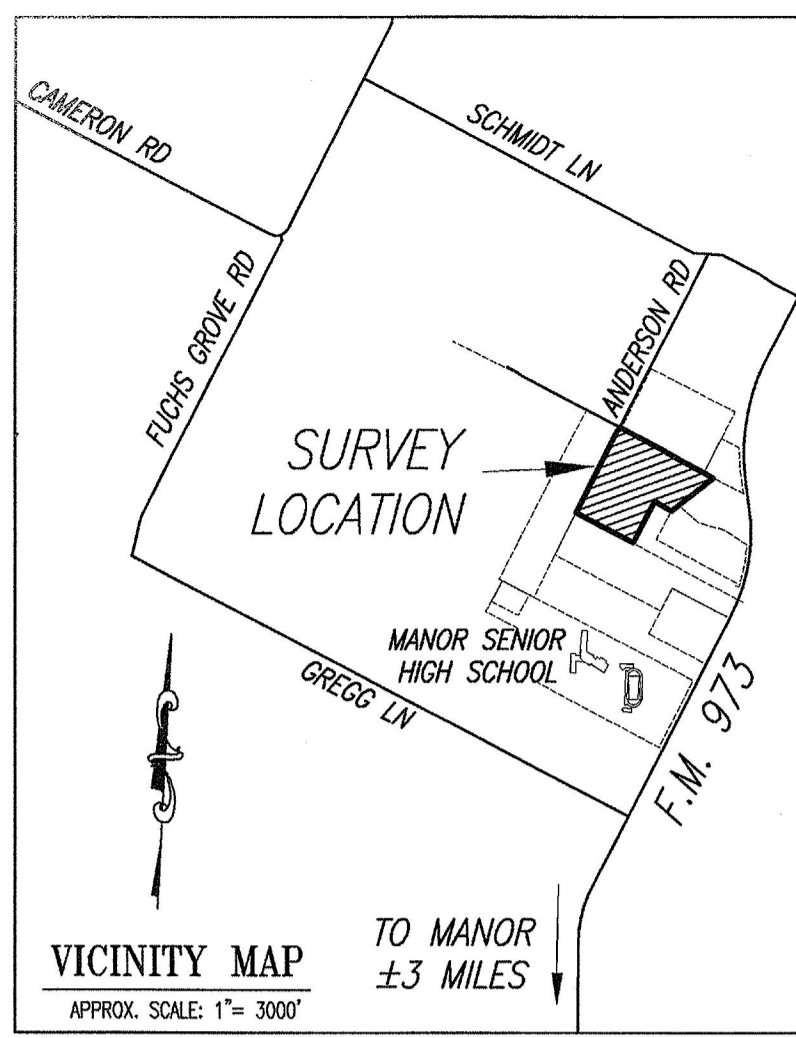 CAMERON RD
SCHMIDT LN
FUCHS GROVE RD
ANDERSON RD
SURVEY
LOCATION
MANOR SENIOR
HIGH SCHOOL
GREGG LN
F.M. 973
TO MANOR
±3 MILES
VICINITY MAP
APPROX. SCALE: 1"= 3000'